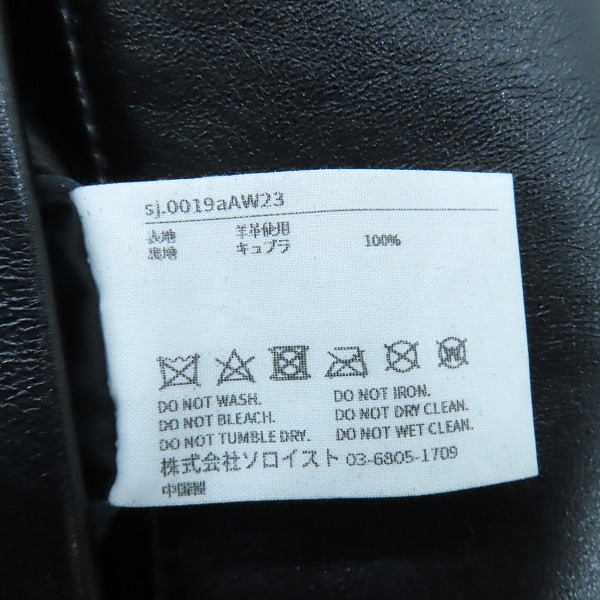 sj.0019aAW23
表地 羊革使用
裏地 キュプラ 100%
DO NOT WASH. DO NOT IRON.
DO NOT BLEACH. DO NOT DRY CLEAN.
DO NOT TUMBLE DRY. DO NOT WET CLEAN.
株式会社ソロイスト 03-6805-1709
中国製